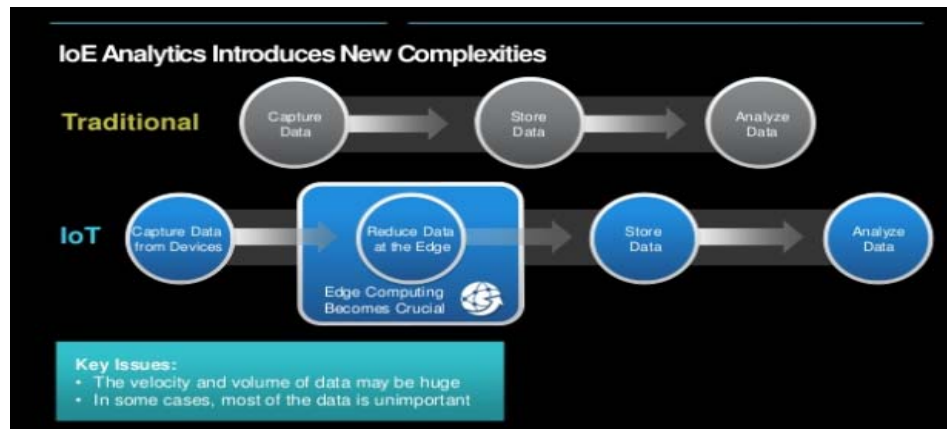 IoE Analytics Introduces New Complexities
Traditional
Capture
Data
Store
Data
Analyze
Data
IoT
Capture Data
from Devices
Reduce Data
at the Edge
Store
Data
Analyze
Data
Edge Computing
Becomes Crucial
Key Issues:
• The velocity and volume of data may be huge
• In some cases, most of the data is unimportant